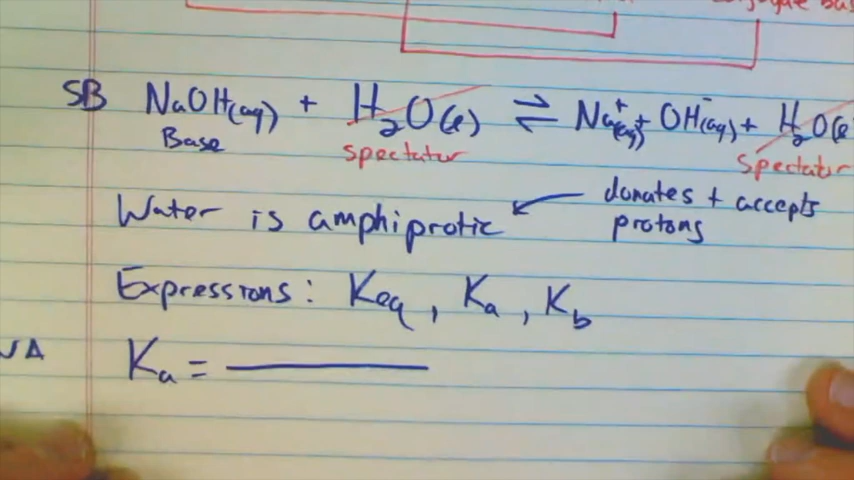 SB NaOH(aq) + H₂O(l) ⇌ Na⁺(aq) + OH⁻(aq) + H₂O(l
Base spectator Spectator
Water is amphiprotic donates + accepts
protons
Expressions: Keq, Ka, Kb
WA Ka =